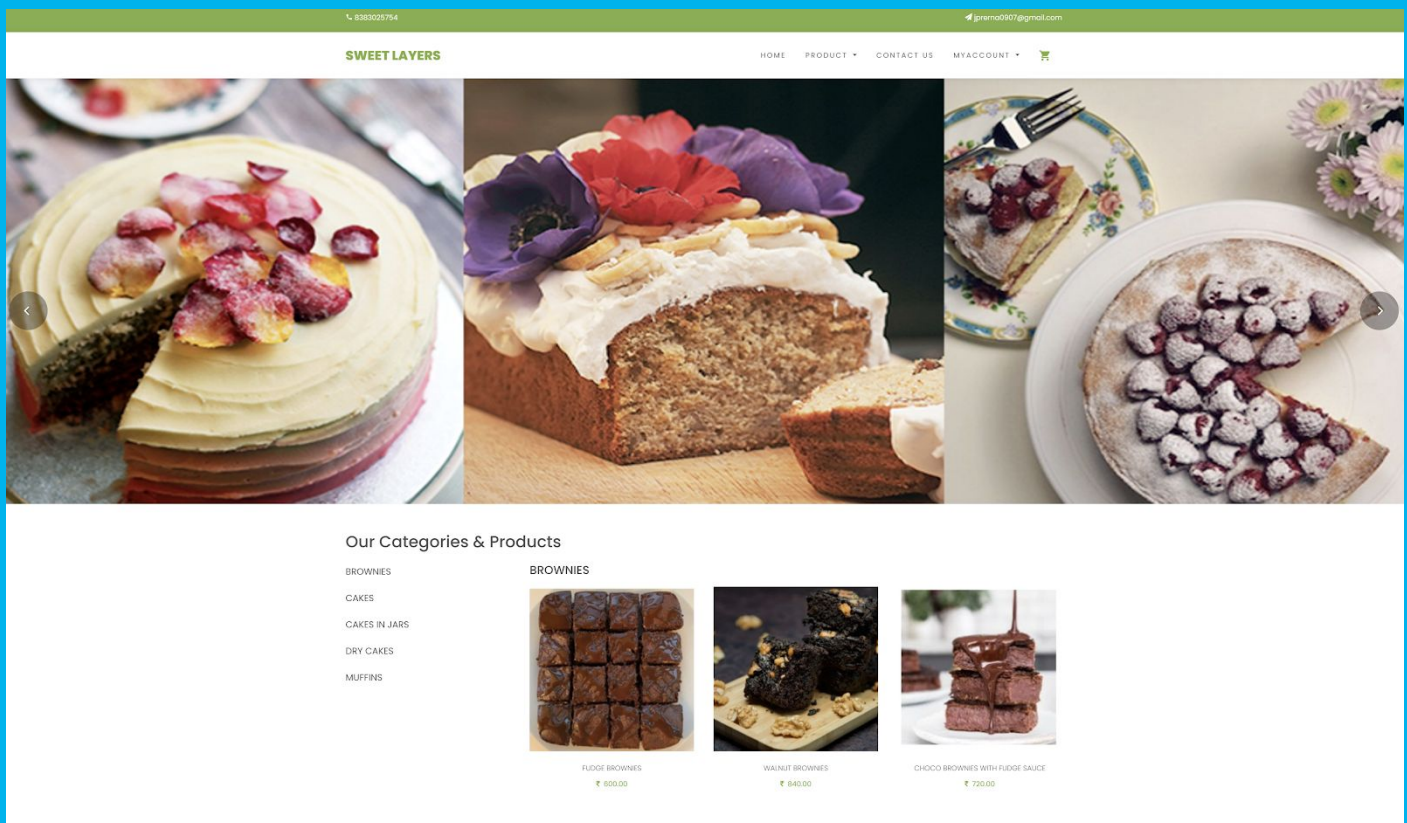 8383025754
jprerna0907@gmail.com
SWEET LAYERS
HOME PRODUCT CONTACT US MYACCOUNT
Our Categories & Products
BROWNIES
CAKES
CAKES IN JARS
DRY CAKES
MUFFINS
BROWNIES
FUDGE BROWNIES
₹ 600.00
WALNUT BROWNIES
₹ 840.00
CHOCO BROWNIES WITH FUDGE SAUCE
₹ 720.00